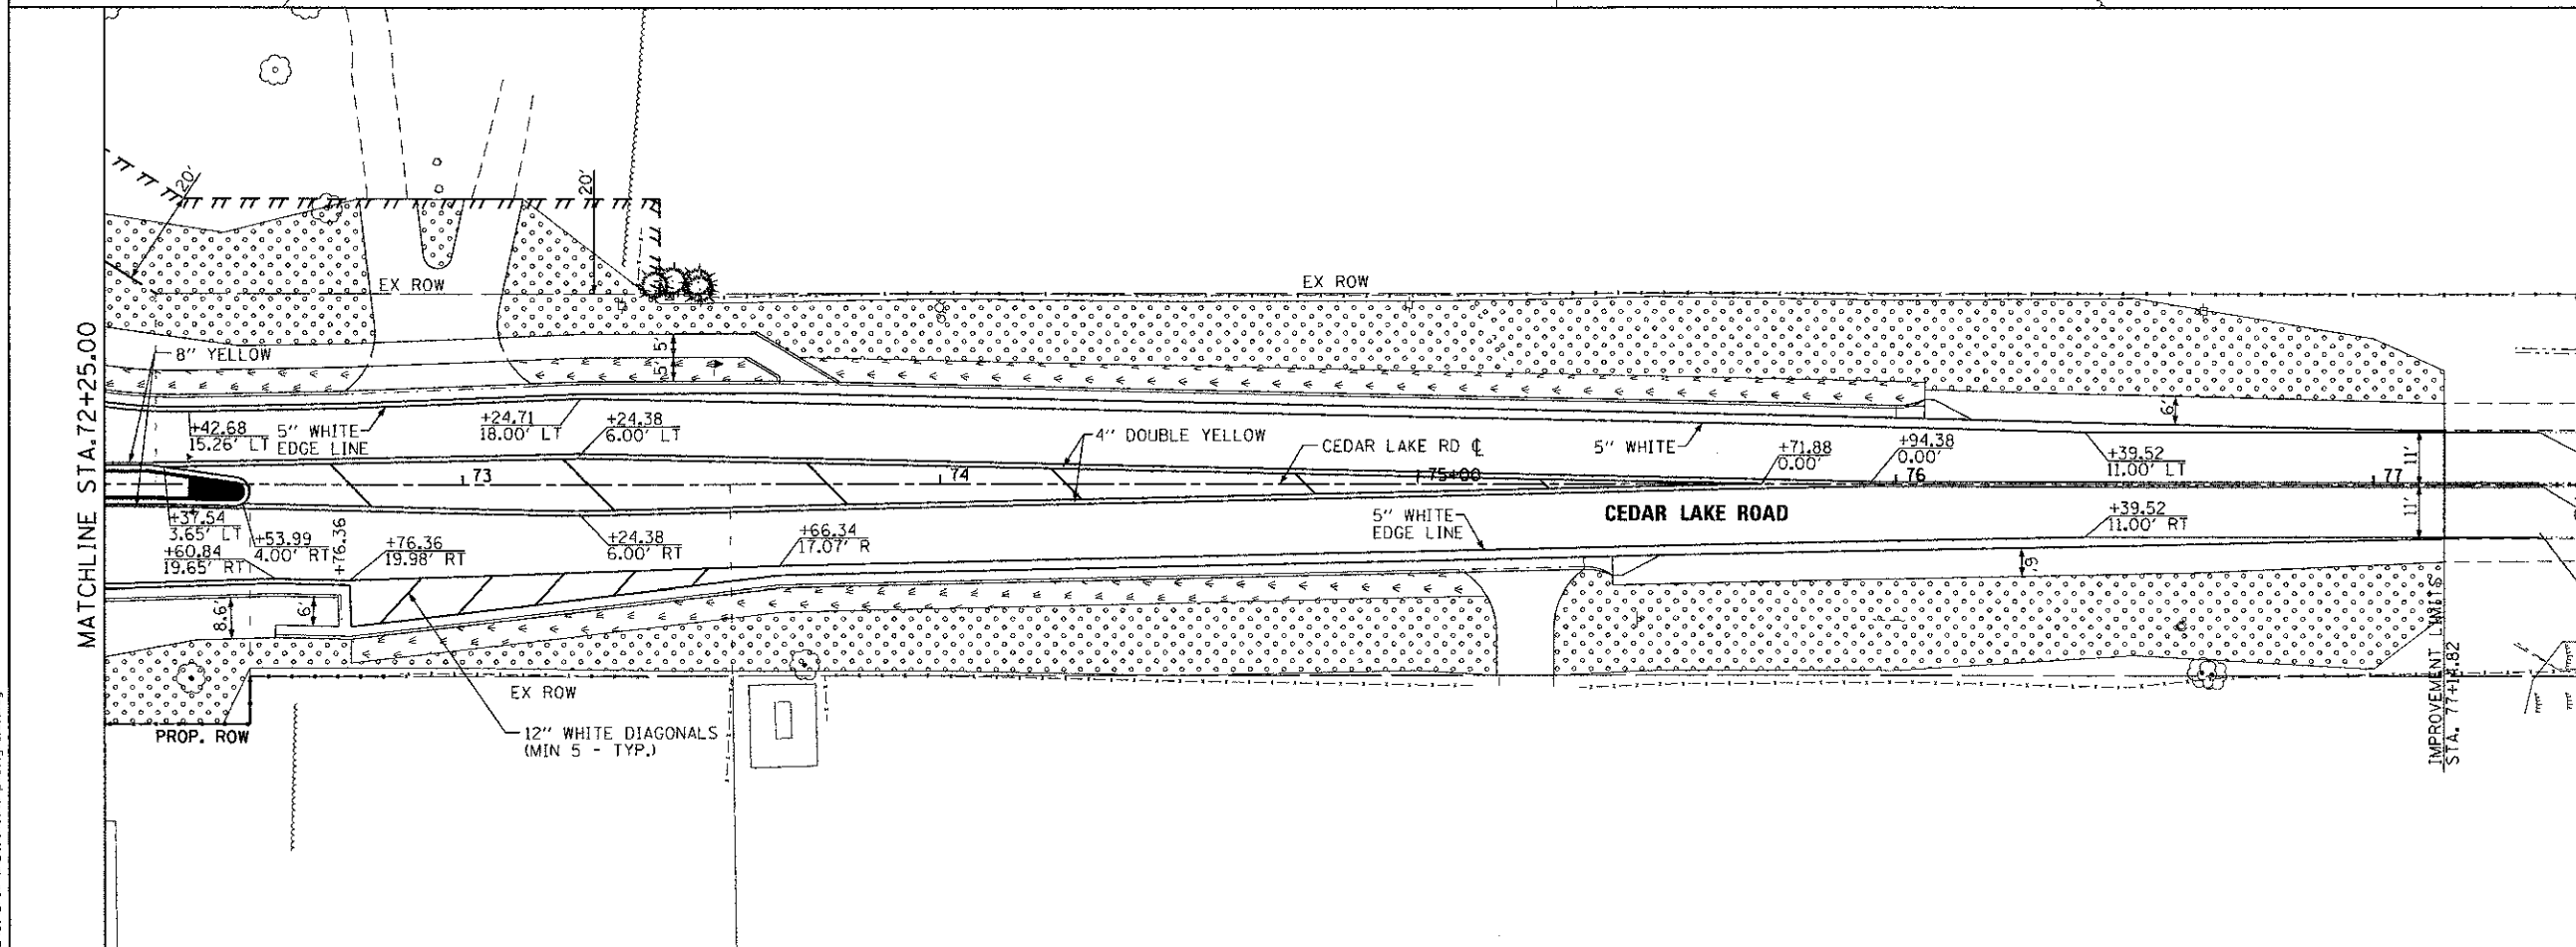 20'
20'
EX ROW
EX ROW
MATCHLINE STA.72+25.00
8" YELLOW
5'
5'
6'
+42.68
15.26' LT
5" WHITE
EDGE LINE
+24.71
18.00' LT
+24.38
6.00' LT
4" DOUBLE YELLOW
CEDAR LAKE RD ℄
5" WHITE
+71.88
0.00'
+94.38
0.00'
+39.52
11.00' LT
11'
73
74
75+00
76
77
+37.54
3.65' LT
+60.84
19.65' RT
+53.99
4.00' RT
+76.36
+76.36
19.98' RT
+24.38
6.00' RT
+66.34
17.07' R
5" WHITE
EDGE LINE
CEDAR LAKE ROAD
+39.52
11.00' RT
11'
8.6'
6'
6'
EX ROW
PROP. ROW
12" WHITE DIAGONALS
(MIN 5 - TYP.)
IMPROVEMENT LIMITS